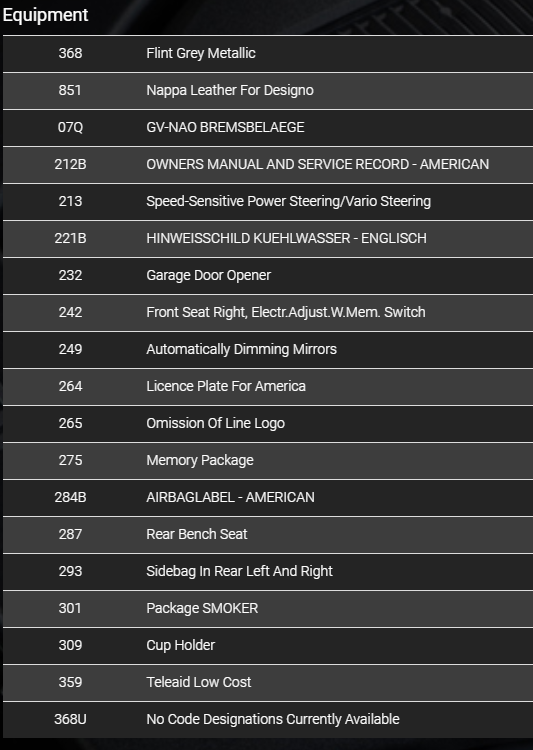 Equipment
368 Flint Grey Metallic
851 Nappa Leather For Designo
07Q GV-NAO BREMSBELAEGE
212B OWNERS MANUAL AND SERVICE RECORD - AMERICAN
213 Speed-Sensitive Power Steering/Vario Steering
221B HINWEISSCHILD KUEHLWASSER - ENGLISCH
232 Garage Door Opener
242 Front Seat Right, Electr.Adjust.W.Mem. Switch
249 Automatically Dimming Mirrors
264 Licence Plate For America
265 Omission Of Line Logo
275 Memory Package
284B AIRBAGLABEL - AMERICAN
287 Rear Bench Seat
293 Sidebag In Rear Left And Right
301 Package SMOKER
309 Cup Holder
359 Teleaid Low Cost
368U No Code Designations Currently Available